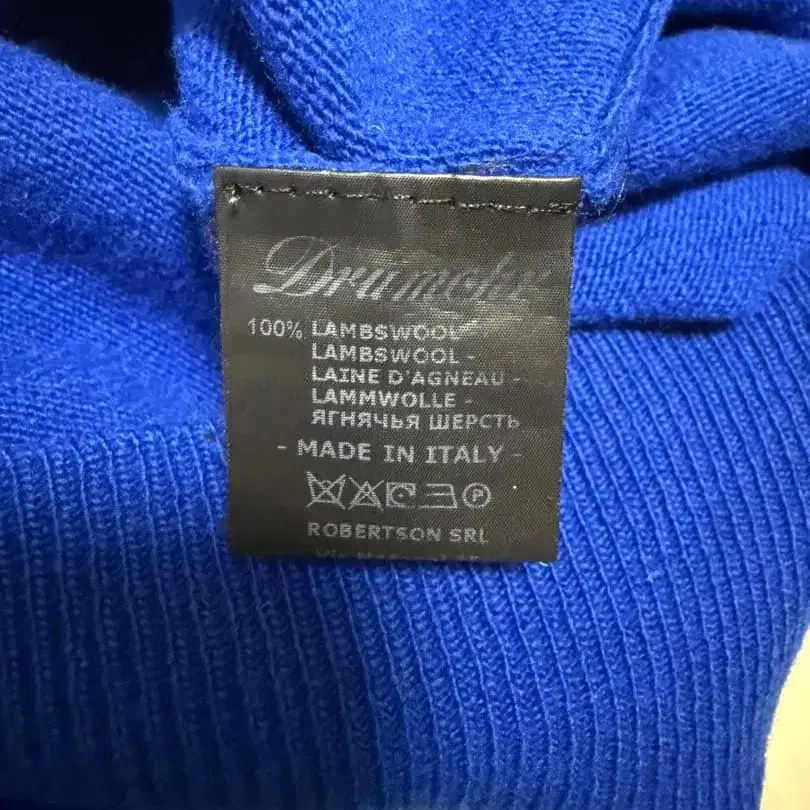 Drumohr
100% LAMBSWOOL -
LAMBSWOOL -
LAINE D'AGNEAU -
LAMMWOLLE -
ЯГНЯЧЬЯ ШЕРСТЬ
- MADE IN ITALY -
P
ROBERTSON SRL